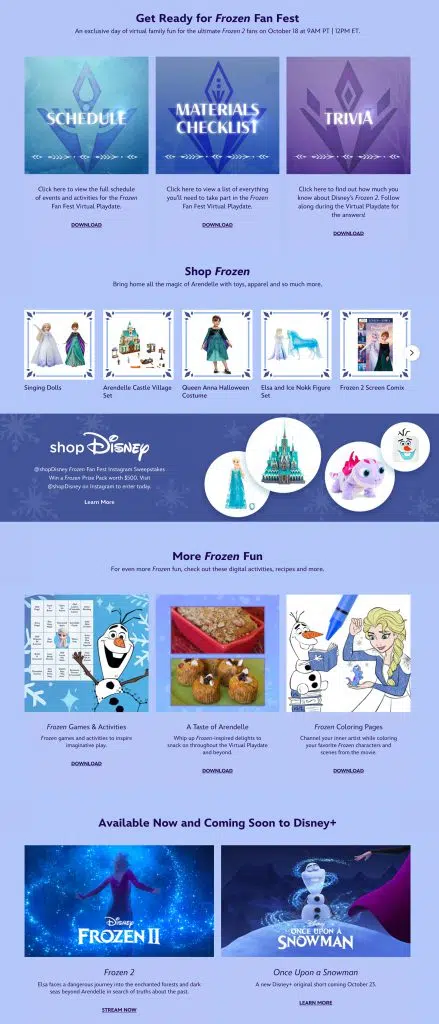 Get Ready for Frozen Fan Fest
An exclusive day of virtual family fun for the ultimate Frozen 2 fans on October 18 at 9AM PT | 12PM ET.
SCHEDULE
MATERIALS
CHECKLIST
TRIVIA
Click here to view the full schedule
of events and activities for the Frozen
Fan Fest Virtual Playdate.
DOWNLOAD
Click here to view a list of everything
you'll need to take part in the Frozen
Fan Fest Virtual Playdate.
DOWNLOAD
Click here to find out how much you
know about Disney's Frozen 2. Follow
along during the Virtual Playdate for
the answers!
DOWNLOAD
Shop Frozen
Bring home all the magic of Arendelle with toys, apparel and so much more.
Singing Dolls
Arendelle Castle Village
Set
Queen Anna Halloween
Costume
Elsa and Ice Nokk Figure
Set
Frozen 2 Screen Comix
shop Disney
@shopDisney Frozen Fan Fest Instagram Sweepstakes
Win a Frozen Prize Pack worth $500. Visit
@shopDisney on Instagram to enter today.
Learn More
More Frozen Fun
For even more Frozen fun, check out these digital activities, recipes and more.
Frozen Games & Activities
Frozen games and activities to inspire
imaginative play.
DOWNLOAD
A Taste of Arendelle
Whip up Frozen-inspired delights to
snack on throughout the Virtual Playdate
and beyond.
DOWNLOAD
Frozen Coloring Pages
Channel your inner artist while coloring
your favorite Frozen characters and
scenes from the movie.
DOWNLOAD
Available Now and Coming Soon to Disney+
Disney
FROZEN II
Disney
ONCE UPON A
SNOWMAN
Frozen 2
Elsa faces a dangerous journey into the enchanted forests and dark
seas beyond Arendelle in search of truths about the past.
STREAM NOW
Once Upon a Snowman
A new Disney+ original short coming October 23.
LEARN MORE